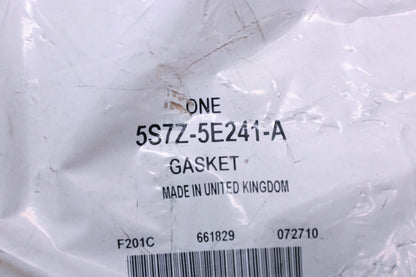 ONE
5S7Z-5E241-A
GASKET
MADE IN UNITED KINGDOM
F201C 661829 072710